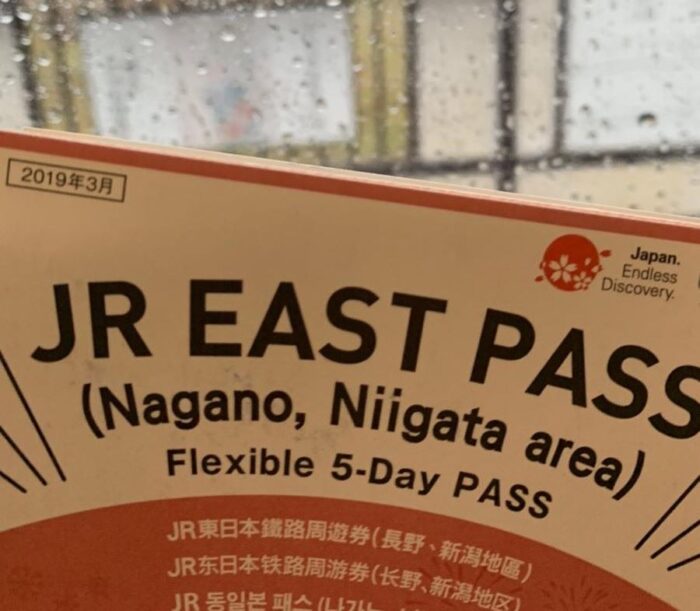 2019年3月
Japan.
Endless
Discovery.
JR EAST PASS
(Nagano, Niigata area)
Flexible 5-Day PASS
JR東日本鐵路周遊券(長野、新潟地區)
JR东日本铁路周游券(长野、新潟地区)
JR 동일본 패스